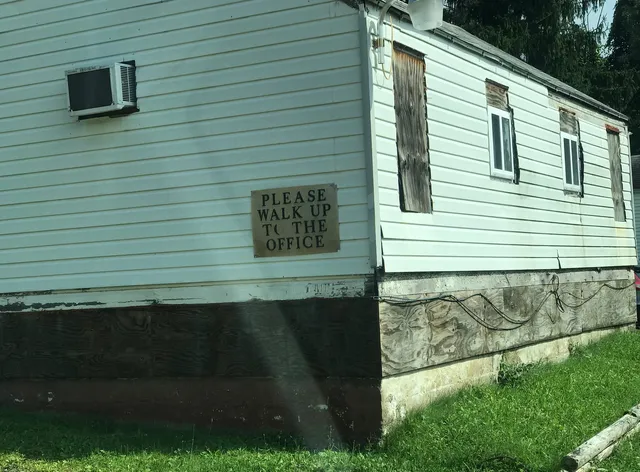 PLEASE
WALK UP
TO THE
OFFICE